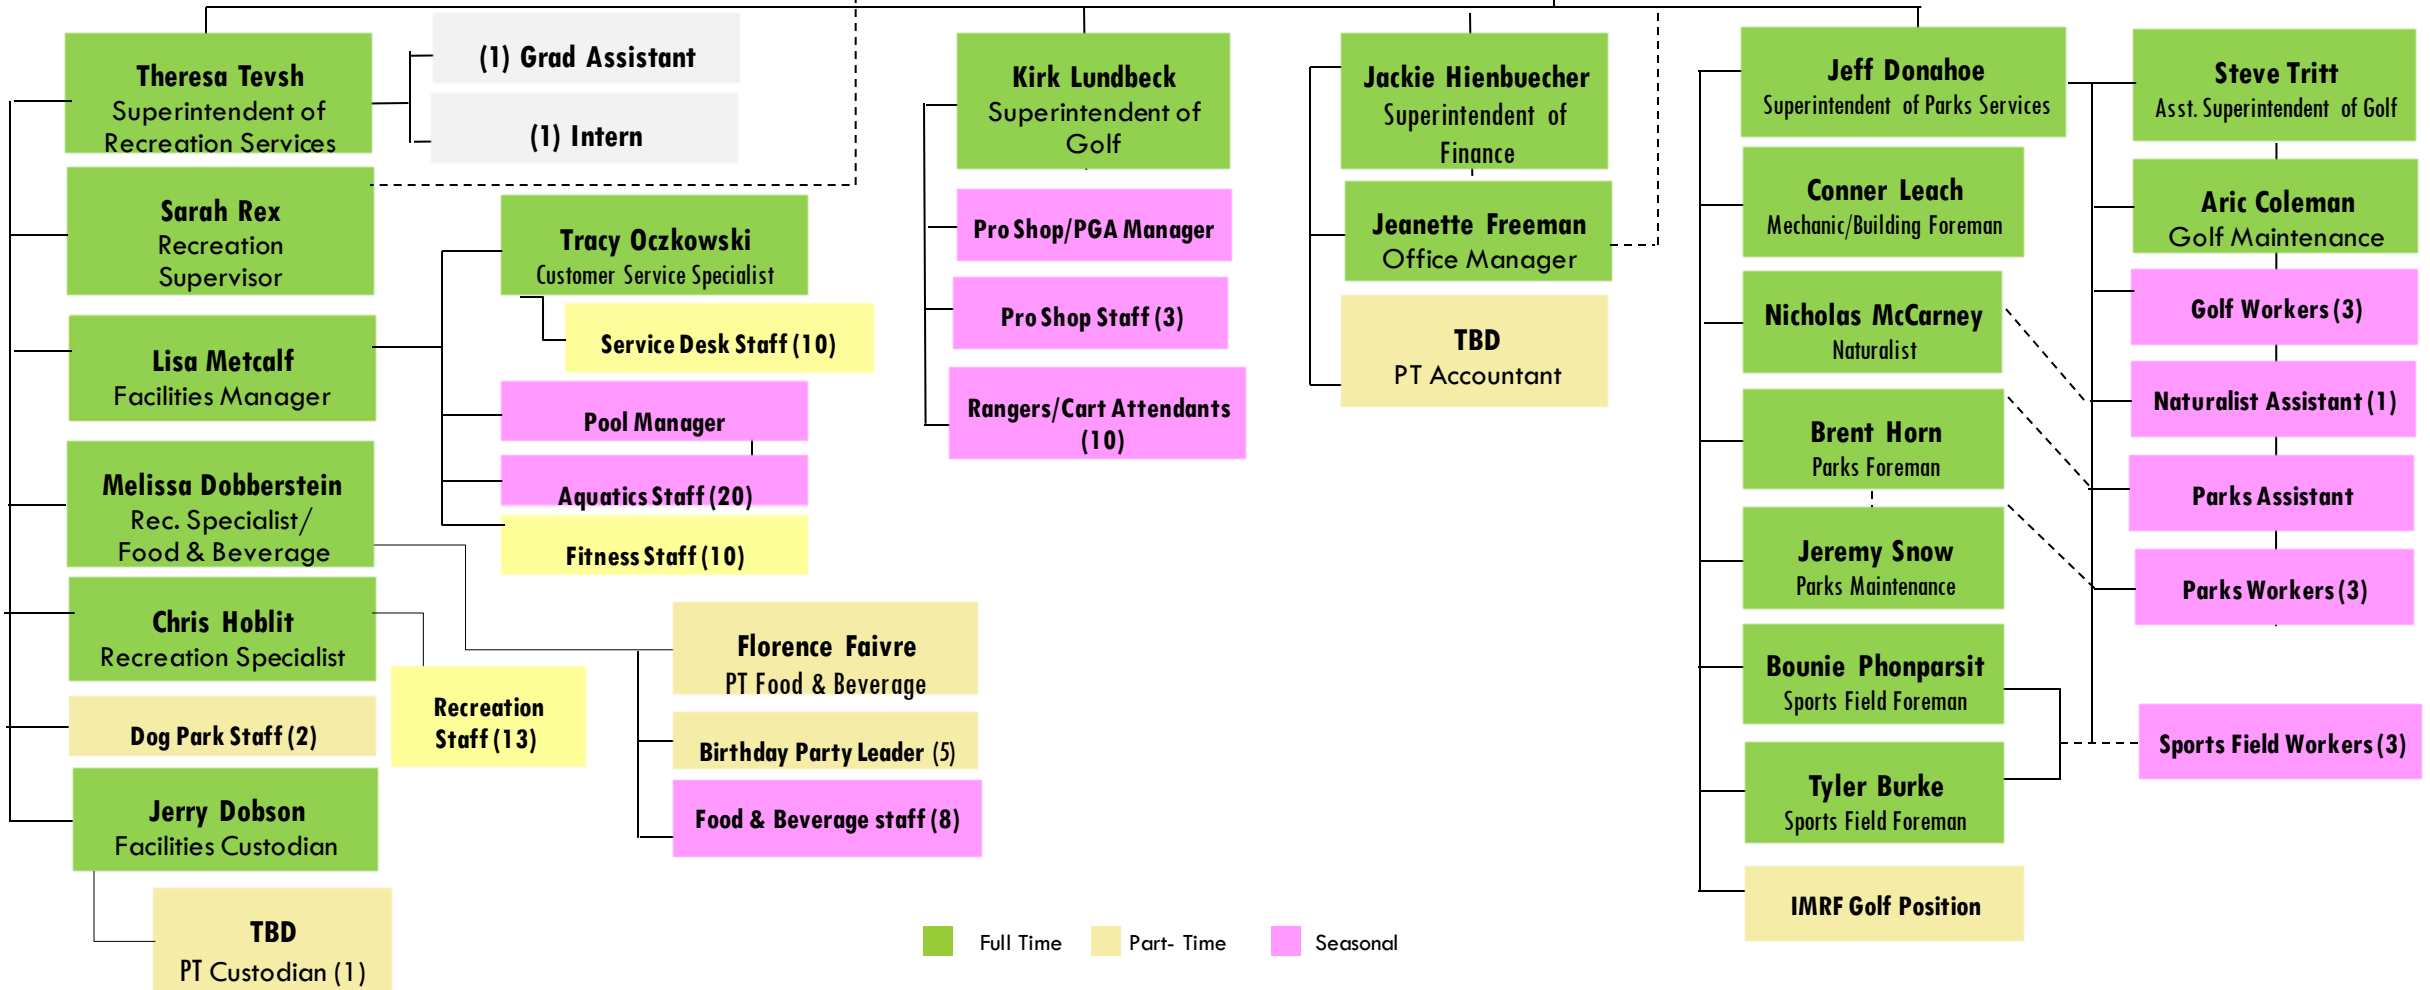 Theresa Tevsh
Superintendent of
Recreation Services
(1) Grad Assistant
(1) Intern
Sarah Rex
Recreation
Supervisor
Lisa Metcalf
Facilities Manager
Melissa Dobberstein
Rec. Specialist/
Food & Beverage
Chris Hoblit
Recreation Specialist
Dog Park Staff (2)
Jerry Dobson
Facilities Custodian
TBD
PT Custodian (1)
Tracy Oczkowski
Customer Service Specialist
Service Desk Staff (10)
Pool Manager
Aquatics Staff (20)
Fitness Staff (10)
Recreation
Staff (13)
Florence Faivre
PT Food & Beverage
Birthday Party Leader (5)
Food & Beverage staff (8)
Kirk Lundbeck
Superintendent of
Golf
Pro Shop/PGA Manager
Pro Shop Staff (3)
Rangers/Cart Attendants
(10)
Jackie Hienbuecher
Superintendent of
Finance
Jeanette Freeman
Office Manager
TBD
PT Accountant
Jeff Donahoe
Superintendent of Parks Services
Conner Leach
Mechanic/Building Foreman
Nicholas McCarney
Naturalist
Brent Horn
Parks Foreman
Jeremy Snow
Parks Maintenance
Bounie Phonparsit
Sports Field Foreman
Tyler Burke
Sports Field Foreman
IMRF Golf Position
Steve Tritt
Asst. Superintendent of Golf
Aric Coleman
Golf Maintenance
Golf Workers (3)
Naturalist Assistant (1)
Parks Assistant
Parks Workers (3)
Sports Field Workers (3)
Full Time
Part- Time
Seasonal